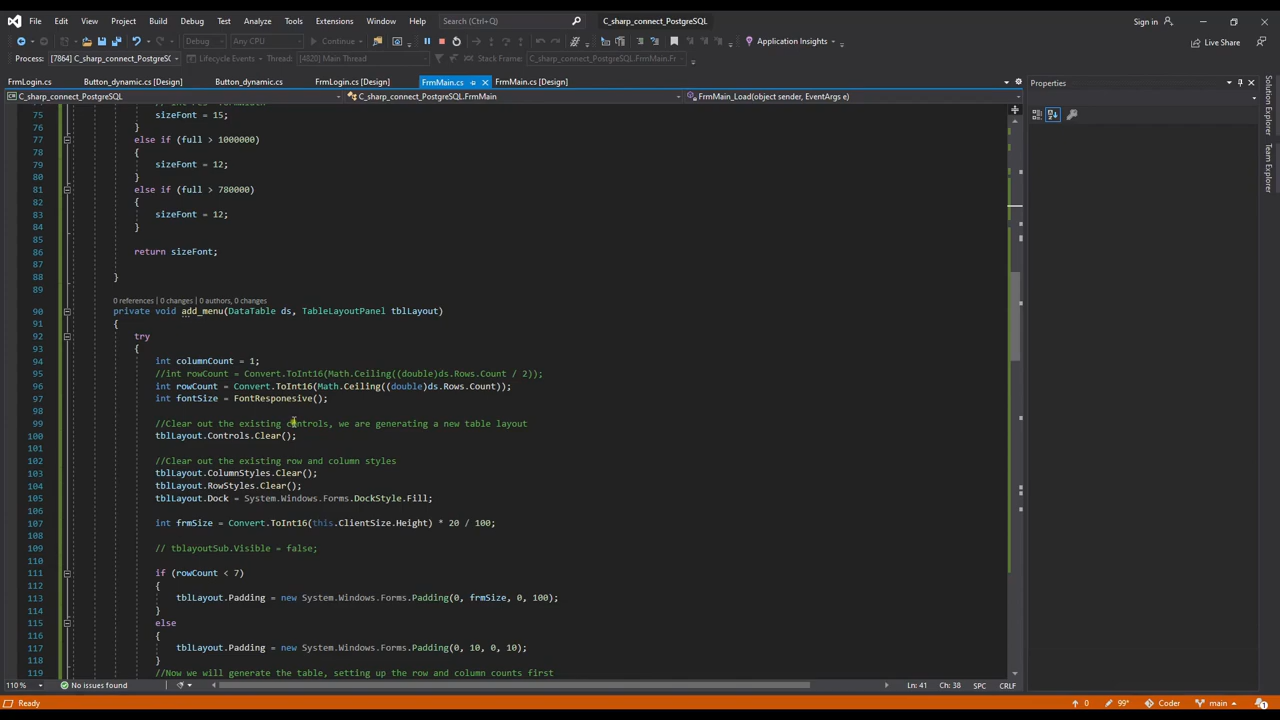 File Edit View Project Build Debug Test Analyze Tools Extensions Window Help Search (Ctrl+Q) C_sharp_connect_PostgreSQL Sign in
Debug Any CPU Continue Application Insights Live Share
Process: [7864] C_sharp_connect_PostgreS( Lifecycle Events Thread: [4820] Main Thread Stack Frame: C_sharp_connect_PostgreSQL.FrmMain.Fr
FrmLogin.cs Button_dynamic.cs [Design] Button_dynamic.cs FrmLogin.cs [Design] FrmMain.cs FrmMain.cs [Design] Properties
C_sharp_connect_PostgreSQL C_sharp_connect_PostgreSQL.FrmMain FrmMain_Load(object sender, EventArgs e)
75 sizeFont = 15;
76 }
77 else if (full > 1000000)
78 {
79 sizeFont = 12;
80 }
81 else if (full > 780000)
82 {
83 sizeFont = 12;
84 }
85
86 return sizeFont;
87
88 }
89
0 references | 0 changes | 0 authors, 0 changes
90 private void add_menu(DataTable ds, TableLayoutPanel tblLayout)
91 {
92 try
93 {
94 int columnCount = 1;
95 //int rowCount = Convert.ToInt16(Math.Ceiling((double)ds.Rows.Count / 2));
96 int rowCount = Convert.ToInt16(Math.Ceiling((double)ds.Rows.Count));
97 int fontSize = FontResponesive();
98
99 //Clear out the existing controls, we are generating a new table layout
100 tblLayout.Controls.Clear();
101
102 //Clear out the existing row and column styles
103 tblLayout.ColumnStyles.Clear();
104 tblLayout.RowStyles.Clear();
105 tblLayout.Dock = System.Windows.Forms.DockStyle.Fill;
106
107 int frmSize = Convert.ToInt16(this.ClientSize.Height) * 20 / 100;
108
109 // tblayoutSub.Visible = false;
110
111 if (rowCount < 7)
112 {
113 tblLayout.Padding = new System.Windows.Forms.Padding(0, frmSize, 0, 100);
114 }
115 else
116 {
117 tblLayout.Padding = new System.Windows.Forms.Padding(0, 10, 0, 10);
118 }
119 //Now we will generate the table, setting up the row and column counts first
110 % No issues found Ln: 41 Ch: 38 SPC CRLF
Ready 0 99+ Coder main 1
Solution Explorer
Team Explorer